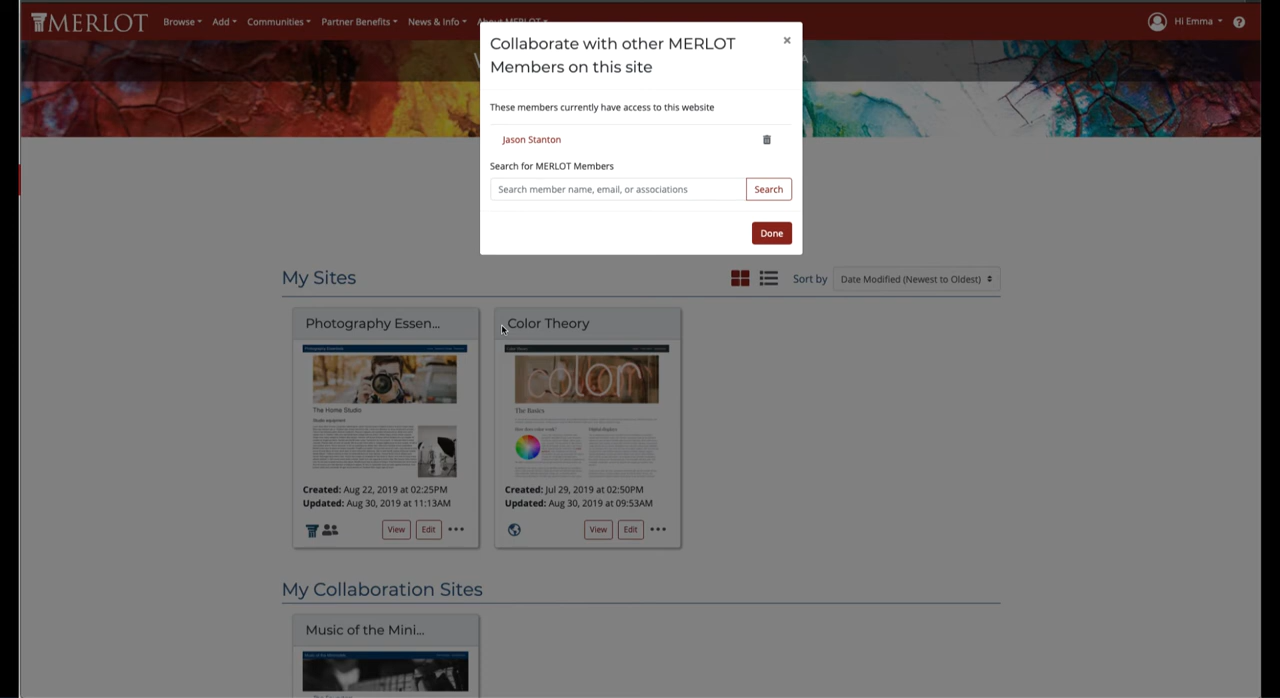 MERLOT
Browse Add Communities Partner Benefits News & Info About MERLOT
Hi Emma ?
Collaborate with other MERLOT
Members on this site
×
These members currently have access to this website
Jason Stanton
Search for MERLOT Members
Search member name, email, or associations
Search
Done
My Sites
Sort by Date Modified (Newest to Oldest)
Photography Essen...
The Home Studio
Studio equipment
Created: Aug 22, 2019 at 02:25PM
Updated: Aug 30, 2019 at 11:13AM
View Edit
Color Theory
color
The Basics
Created: Jul 29, 2019 at 02:50PM
Updated: Aug 30, 2019 at 09:53AM
View Edit
My Collaboration Sites
Music of the Mini...